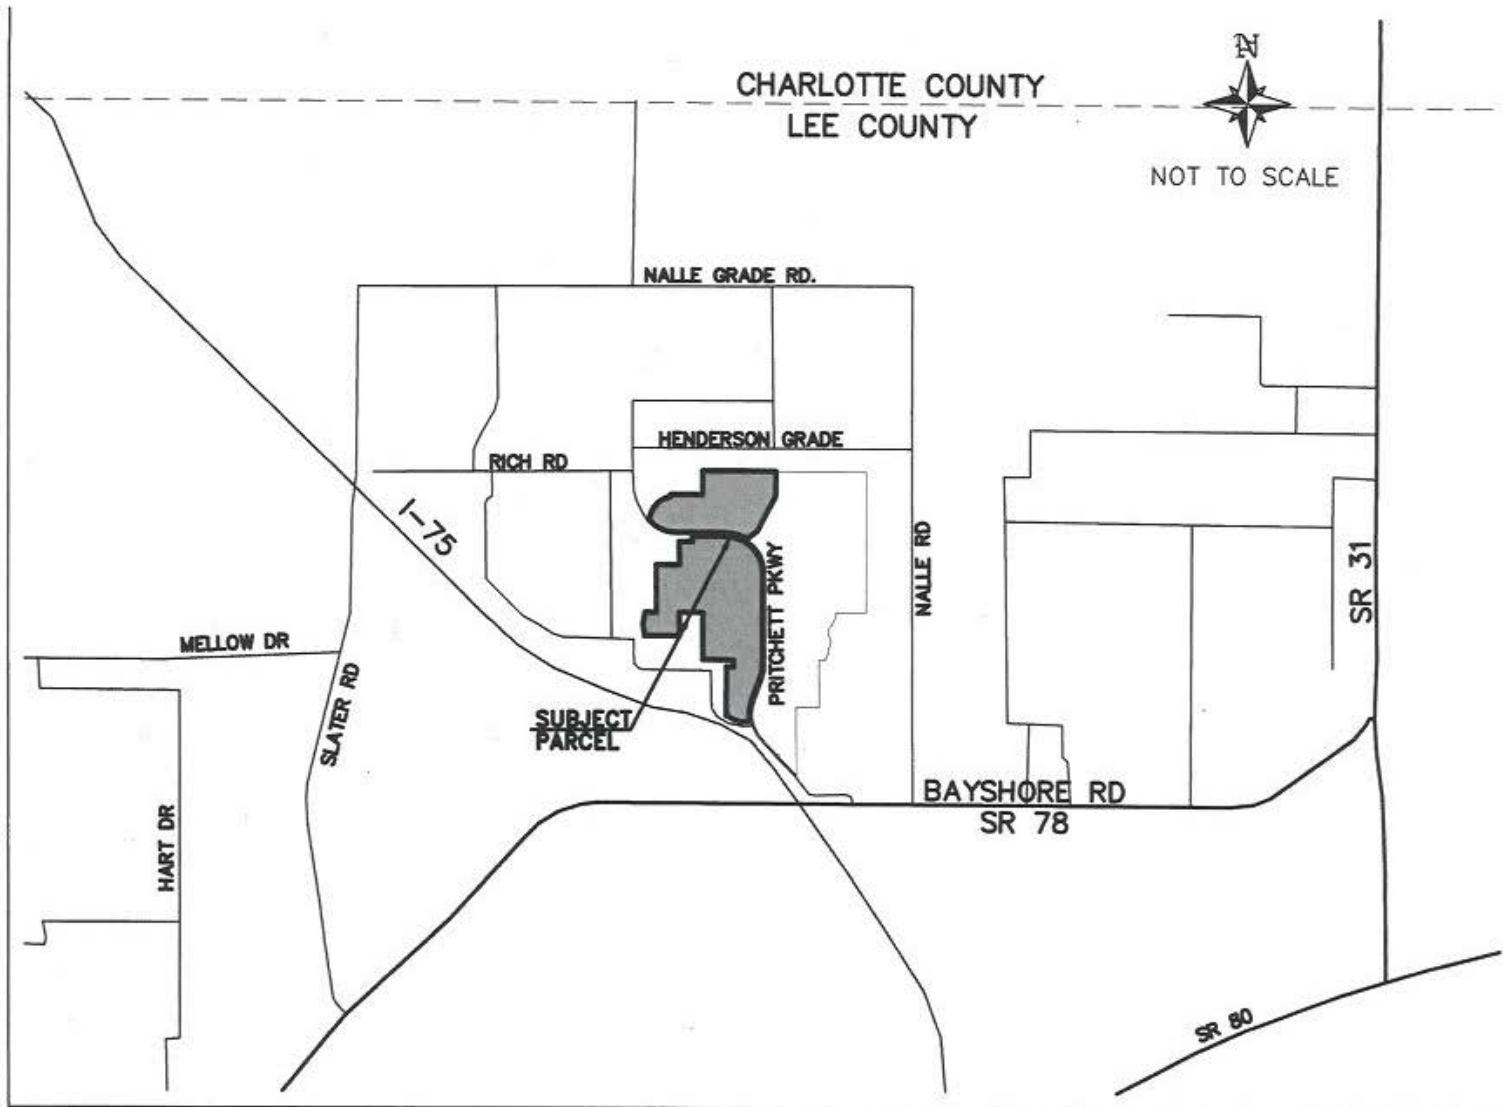 N
CHARLOTTE COUNTY
LEE COUNTY
NOT TO SCALE
NALLE GRADE RD.
HENDERSON GRADE
RICH RD
I-75
NALLE RD
PRITCHETT PKWY
SR 31
MELLOW DR
SLATER RD
SUBJECT
PARCEL
BAYSHORE RD
SR 78
HART DR
SR 80